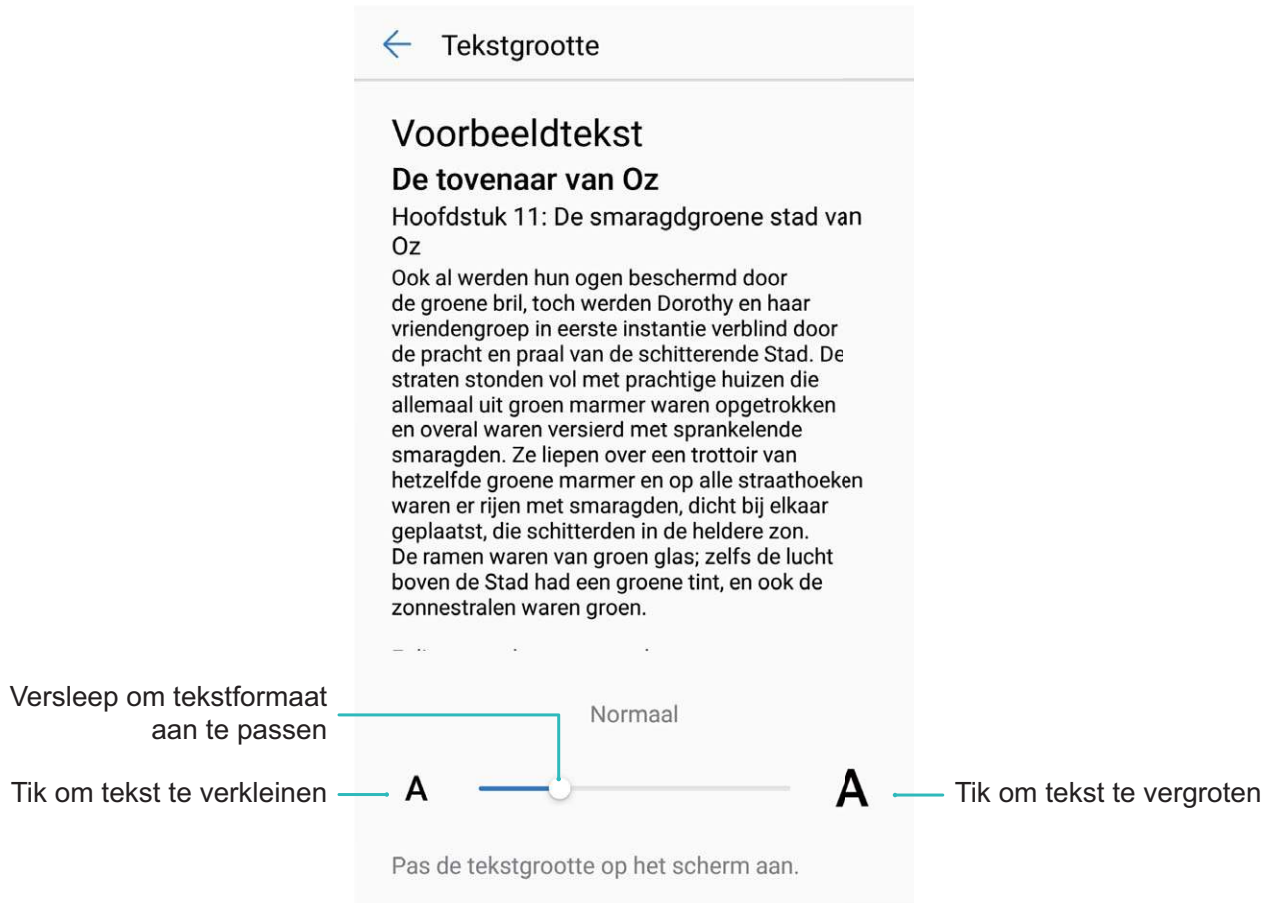 Tekstgrootte
Voorbeeldtekst
De tovenaar van Oz
Hoofdstuk 11: De smaragdgroene stad van
Oz
Ook al werden hun ogen beschermd door
de groene bril, toch werden Dorothy en haar
vriendengroep in eerste instantie verblind door
de pracht en praal van de schitterende Stad. De
straten stonden vol met prachtige huizen die
allemaal uit groen marmer waren opgetrokken
en overal waren versierd met sprankelende
smaragden. Ze liepen over een trottoir van
hetzelfde groene marmer en op alle straathoeken
waren er rijen met smaragden, dicht bij elkaar
geplaatst, die schitterden in de heldere zon.
De ramen waren van groen glas; zelfs de lucht
boven de Stad had een groene tint, en ook de
zonnestralen waren groen.
Versleep om tekstformaat
aan te passen
Normaal
Tik om tekst te verkleinen
A
A
Tik om tekst te vergroten
Pas de tekstgrootte op het scherm aan.